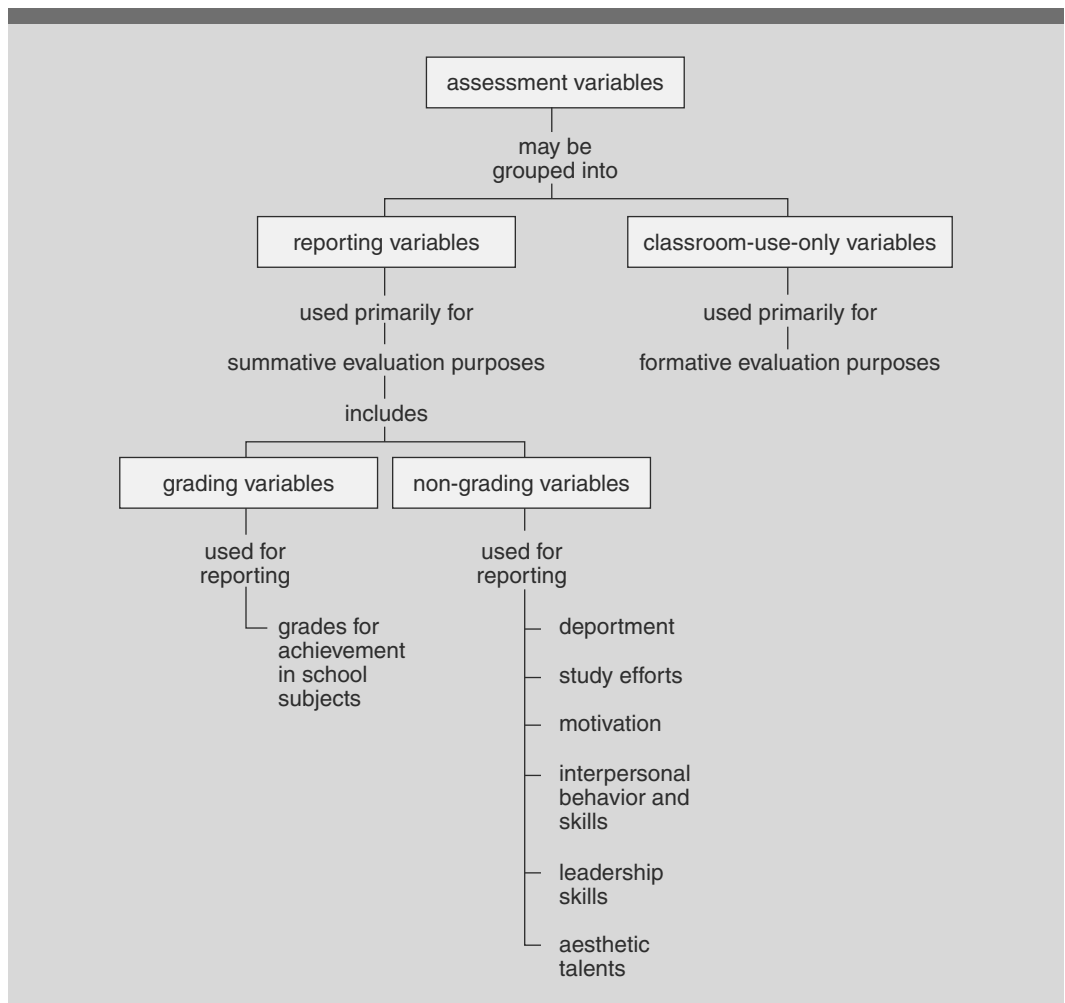 assessment variables
may be
grouped into
reporting variables
classroom-use-only variables
used primarily for
used primarily for
summative evaluation purposes
formative evaluation purposes
includes
grading variables
non-grading variables
used for
reporting
used for
reporting
grades for
achievement
in school
subjects
deportment
study efforts
motivation
interpersonal
behavior and
skills
leadership
skills
aesthetic
talents